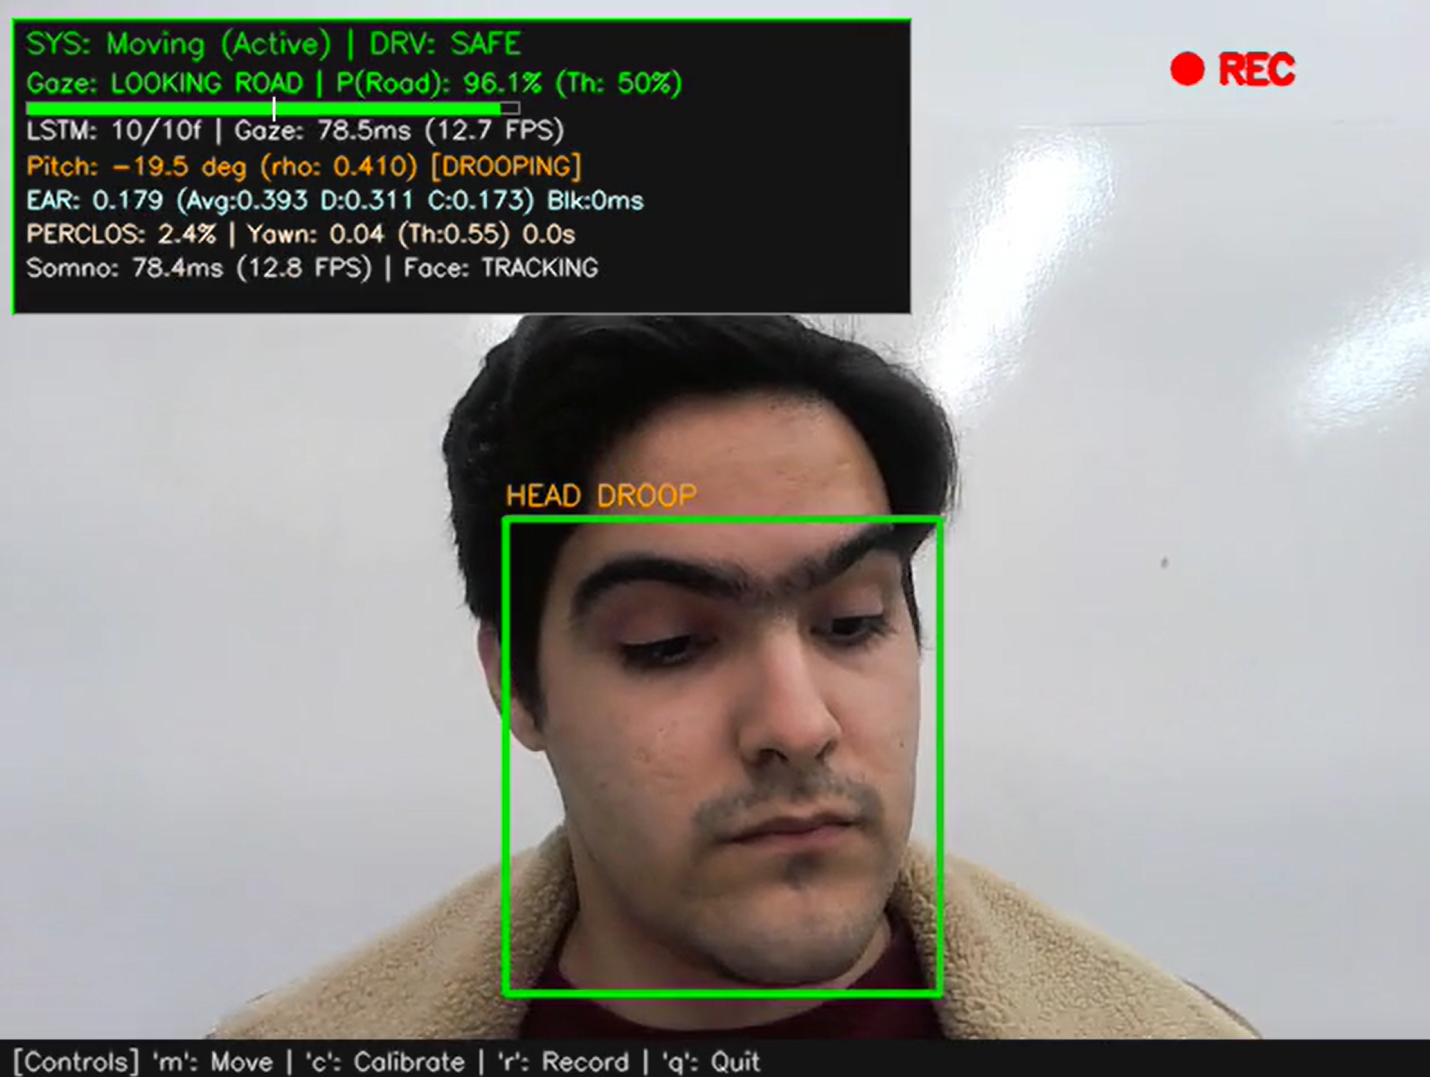 SYS: Moving (Active) | DRV: SAFE
REC
Gaze: LOOKING ROAD | P(Road): 96.1% (Th: 50%)
LSTM: 10/10f | Gaze: 78.5ms (12.7 FPS)
Pitch: -19.5 deg (rho: 0.410) [DROOPING]
EAR: 0.179 (Avg:0.393 D:0.311 C:0.173) Blk:0ms
PERCLOS: 2.4% | Yawn: 0.04 (Th:0.55) 0.0s
Somno: 78.4ms (12.8 FPS) | Face: TRACKING
HEAD DROOP
[Controls] 'm': Move | 'c': Calibrate | 'r': Record | 'q': Quit